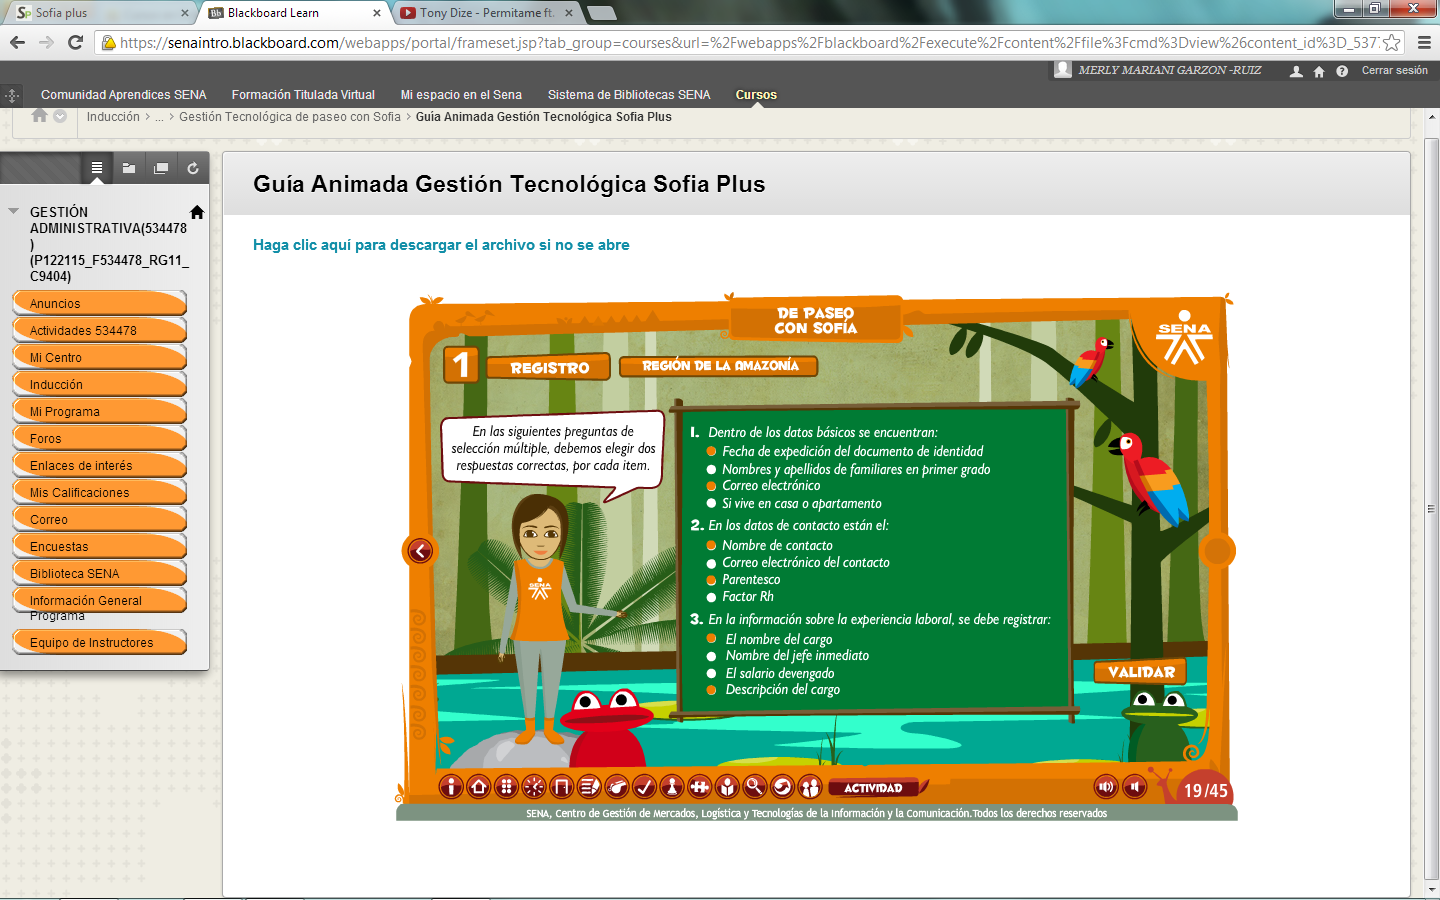 Sofia plus
Blackboard Learn
Tony Dize - Permitame ft.
https://senaintro.blackboard.com/webapps/portal/frameset.jsp?tab_group=courses&url=%2Fwebapps%2Fblackboard%2Fexecute%2Fcontent%2Ffile%3Fcmd%3Dview%26content_id%3D_537
MERLY MARIANI GARZON -RUIZ
Cerrar sesión
Comunidad Aprendices SENA
Formación Titulada Virtual
Mi espacio en el Sena
Sistema de Bibliotecas SENA
Cursos
Inducción > ... > Gestión Tecnológica de paseo con Sofia > Guía Animada Gestión Tecnológica Sofia Plus
GESTIÓN
ADMINISTRATIVA(534478
)
(P122115_F534478_RG11_
C9404)
Anuncios
Actividades 534478
Mi Centro
Inducción
Mi Programa
Foros
Enlaces de interés
Mis Calificaciones
Correo
Encuestas
Biblioteca SENA
Información General
Programa
Equipo de Instructores
Guía Animada Gestión Tecnológica Sofia Plus
Haga clic aquí para descargar el archivo si no se abre
DE PASEO
CON SOFÍA
SENA
1 REGISTRO
REGIÓN DE LA AMAZONÍA
En las siguientes preguntas de
selección múltiple, debemos elegir dos
respuestas correctas, por cada item.
SENA
1. Dentro de los datos básicos se encuentran:
Fecha de expedición del documento de identidad
Nombres y apellidos de familiares en primer grado
Correo electrónico
Si vive en casa o apartamento
2. En los datos de contacto están el:
Nombre de contacto
Correo electrónico del contacto
Parentesco
Factor Rh
3. En la información sobre la experiencia laboral, se debe registrar:
El nombre del cargo
Nombre del jefe inmediato
El salario devengado
Descripción del cargo
VALIDAR
ACTIVIDAD
19/45
SENA, Centro de Gestión de Mercados, Logística y Tecnologías de la Información y la Comunicación.Todos los derechos reservados